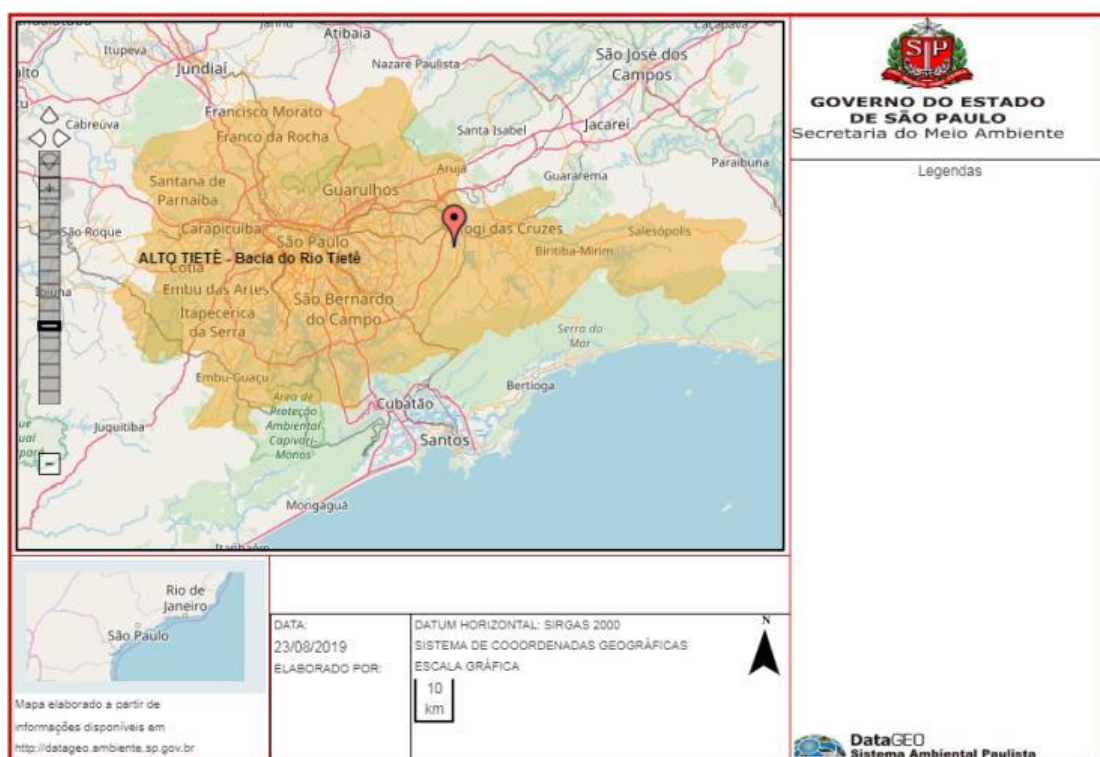 Atibaia
Itupeva
Jundiaí
Nazaré Paulista
São José dos
Campos
Caçapava
Cabreúva
Francisco Morato
Franco da Rocha
Santa Isabel
Jacareí
Paraibuna
Arujá
Guararema
Santana de
Parnaíba
Guarulhos
São Roque
Carapicuíba
São Paulo
ogi das Cruzes
Salesópolis
Biritiba-Mirim
ALTO TIETÊ - Bacia do Rio Tietê
Cotia
Ibiúna
Embu das Artes
São Bernardo
do Campo
Itapecerica
da Serra
Serra do
Mar
Embu-Guaçu
Bertioga
Área de
Proteção
Ambiental
Capivari-
Monos
Cubatão
Juquitiba
Santos
Mongaguá
Itanhaém
GOVERNO DO ESTADO
DE SÃO PAULO
Secretaria do Meio Ambiente
Legendas
Rio de
Janeiro
São Paulo
Mapa elaborado a partir de
informações disponíveis em
http://datageo.ambiente.sp.gov.br
DATA:
23/08/2019
ELABORADO POR:
DATUM HORIZONTAL: SIRGAS 2000
SISTEMA DE COOORDENADAS GEOGRÁFICAS
ESCALA GRÁFICA
10
km
N
DataGEO
Sistema Ambiental Paulista